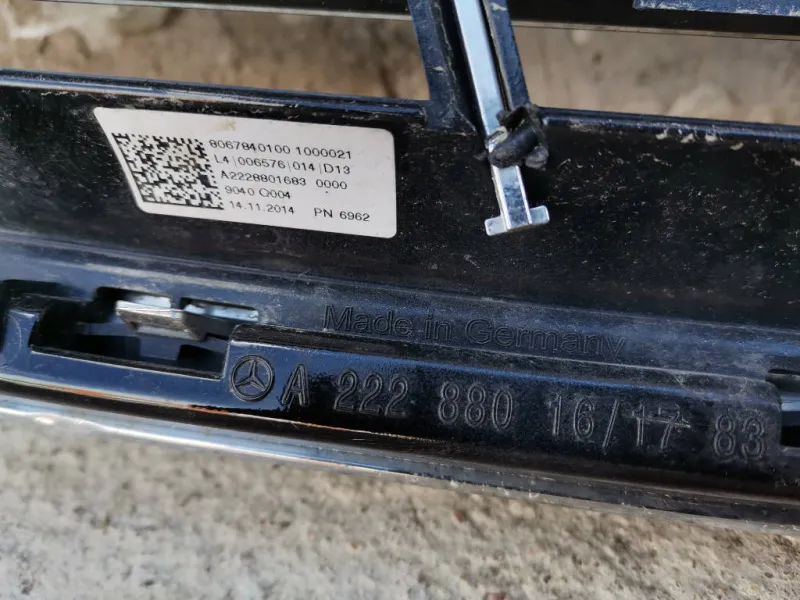 8067840100 1000021
L4 | 006576 | 014 | D13
A2228801683 0000
9040 Q004
14.11.2014 PN 6962
Made in Germany
A 222 880 16/17 83